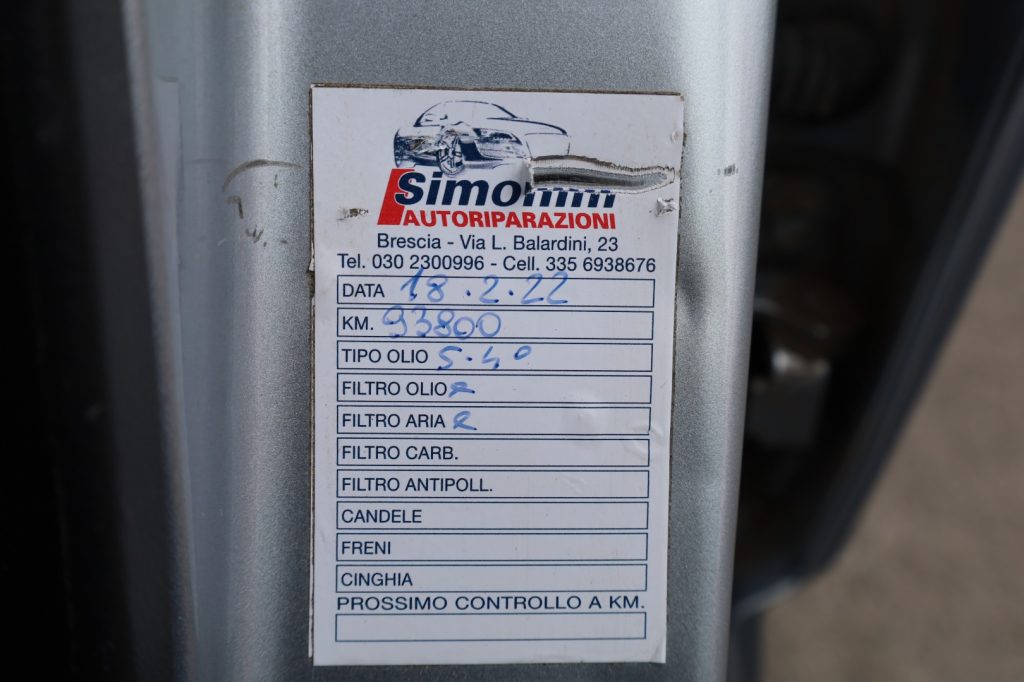 Simonini
AUTORIPARAZIONI
Brescia - Via L. Balardini, 23
Tel. 030 2300996 - Cell. 335 6938676
DATA 18.2.22
KM. 93800
TIPO OLIO 5.40
FILTRO OLIO
FILTRO ARIA
FILTRO CARB.
FILTRO ANTIPOLL.
CANDELE
FRENI
CINGHIA
PROSSIMO CONTROLLO A KM.